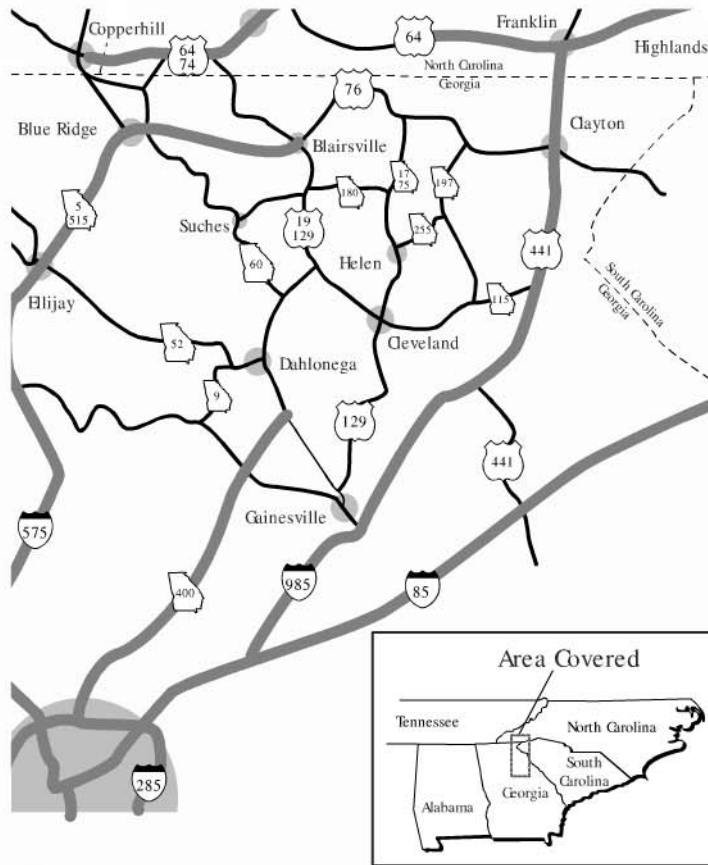 Copperhill
64
74
64
Franklin
Highlands
North Carolina
Georgia
76
Blue Ridge
Blairsville
Clayton
5
515
180
17
75
197
Suches
19
129
255
60
Helen
441
South Carolina
Georgia
Ellijay
115
52
Cleveland
Dahlonega
9
129
441
Gainesville
575
400
985
85
285
Area Covered
Tennessee
North Carolina
South
Carolina
Georgia
Alabama